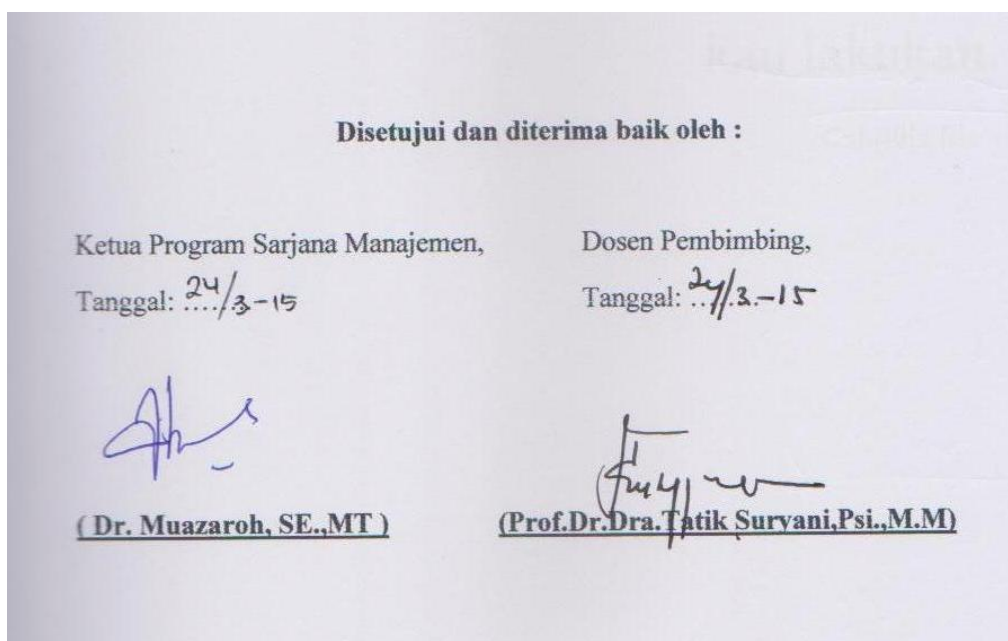 Disetujui dan diterima baik oleh :
Ketua Program Sarjana Manajemen,
Tanggal: 24/3-15
( Dr. Muazaroh, SE.,MT )
Dosen Pembimbing,
Tanggal: 24/3-15
(Prof.Dr.Dra.Tatik Suryani,Psi.,M.M)